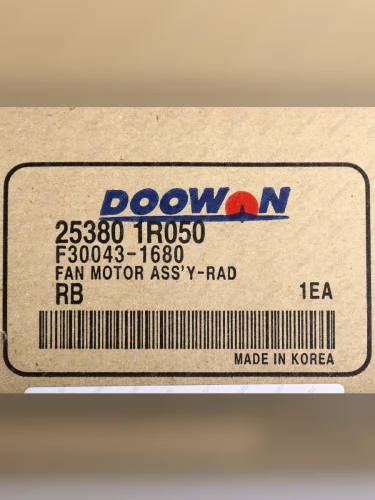 DOOWON
25380 1R050
F30043-1680
FAN MOTOR ASS'Y-RAD
RB 1EA
MADE IN KOREA